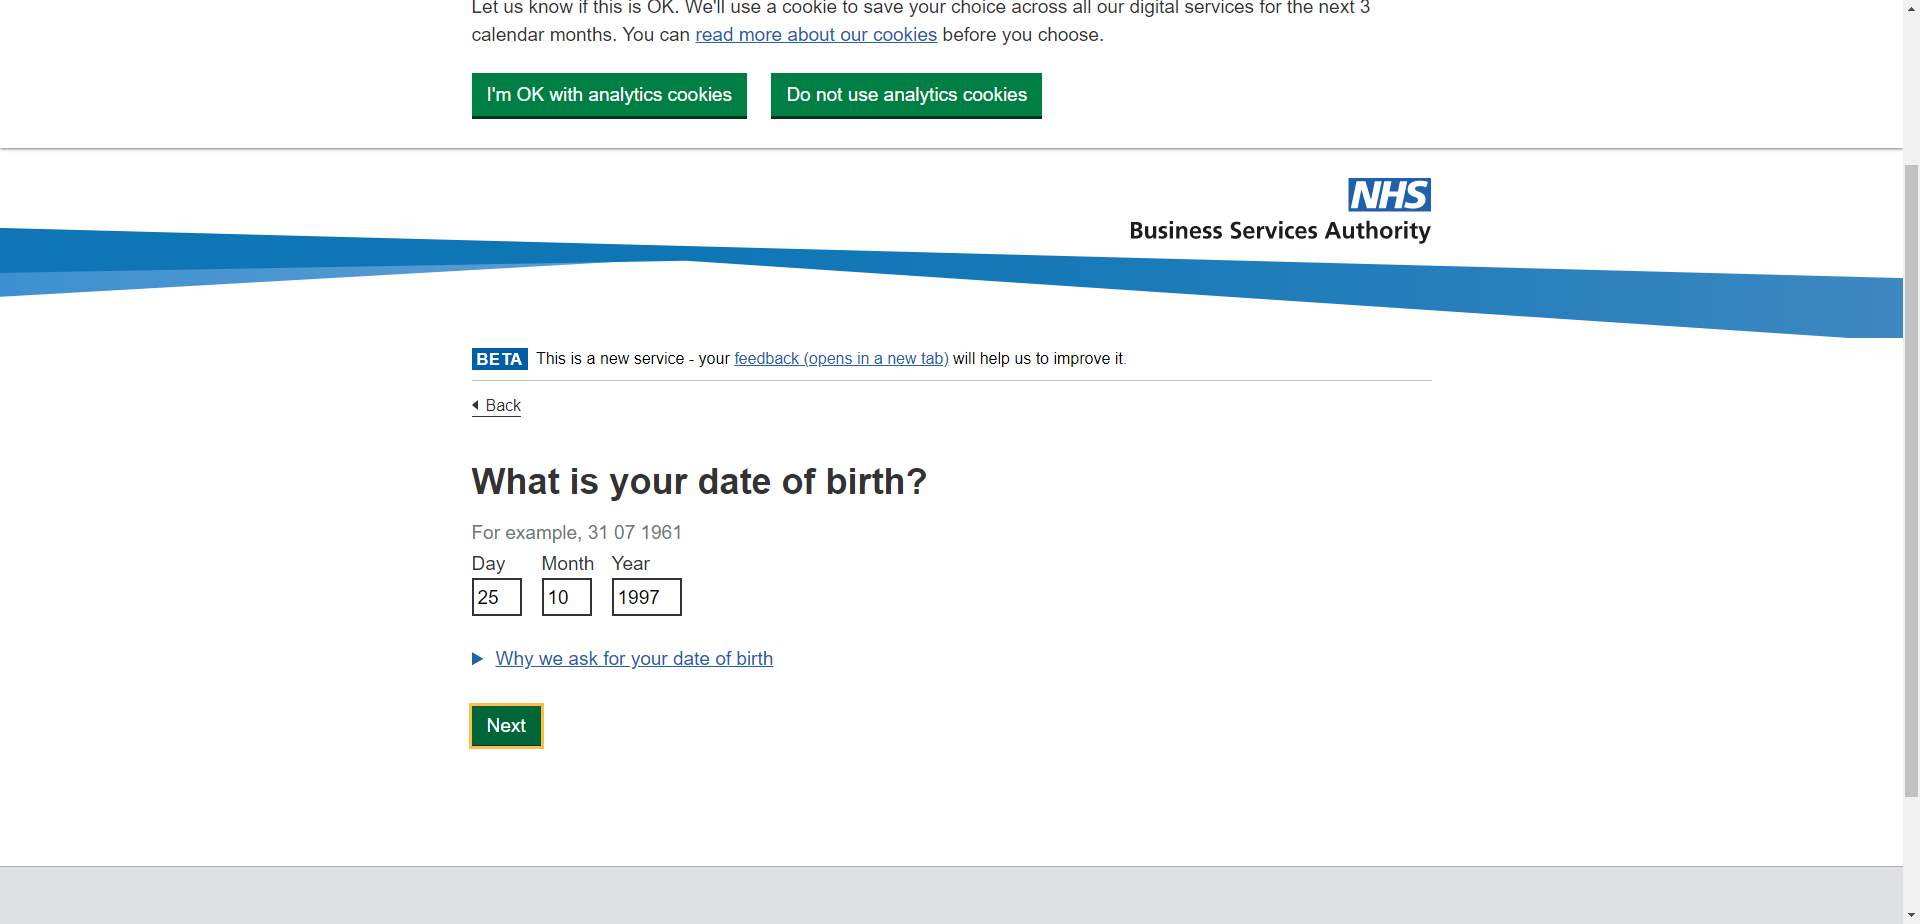 Let us know if this is OK. We'll use a cookie to save your choice across all our digital services for the next 3
calendar months. You can read more about our cookies before you choose.
I'm OK with analytics cookies
Do not use analytics cookies
NHS
Business Services Authority
BETA This is a new service - your feedback (opens in a new tab) will help us to improve it.
Back
What is your date of birth?
For example, 31 07 1961
Day Month Year
25 10 1997
Why we ask for your date of birth
Next